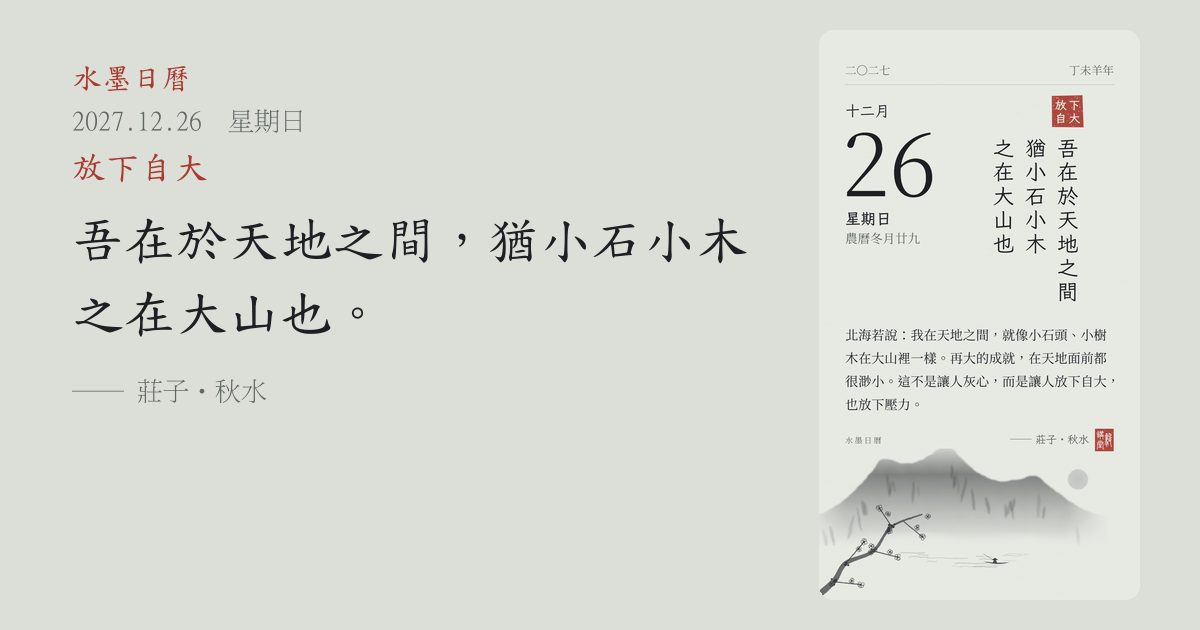 水墨日曆
2027.12.26 星期日
放下自大
吾在於天地之間，猶小石小木
之在大山也。
—— 莊子・秋水
二〇二七
丁未羊年
十二月
26
星期日
農曆冬月廿九
放下
自大
吾在於天地之間
猶小石小木
之在大山也
北海若說：我在天地之間，就像小石頭、小樹
木在大山裡一樣。再大的成就，在天地面前都
很渺小。這不是讓人灰心，而是讓人放下自大，
也放下壓力。
水墨日曆
—— 莊子・秋水